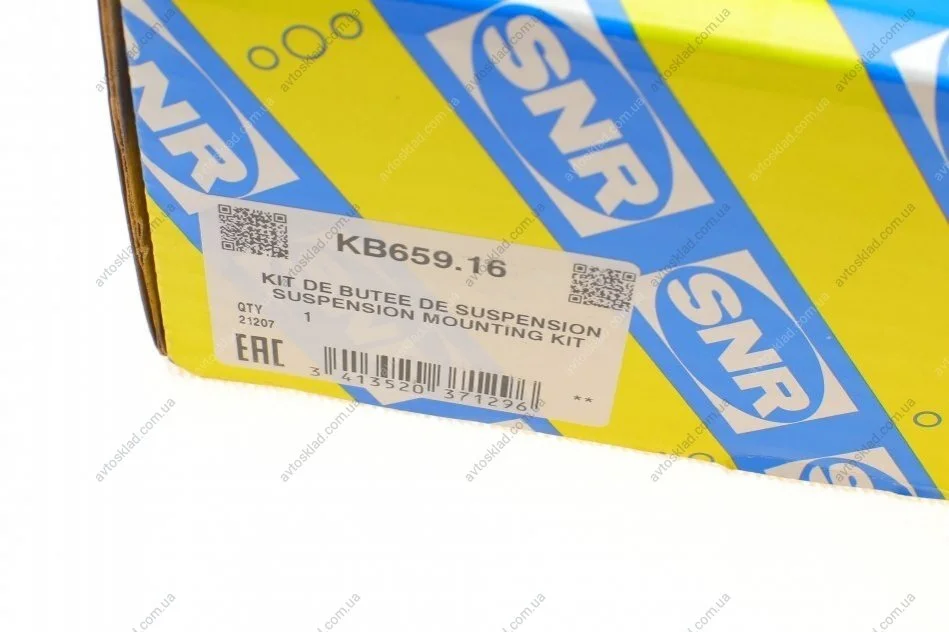 SNR
SNR
KB659.16
KIT DE BUTEE DE SUSPENSION
SUSPENSION MOUNTING KIT
QTY 1
21207
EAC
3 413520 371296
**
SNR
SNR
avtosklad.com.ua